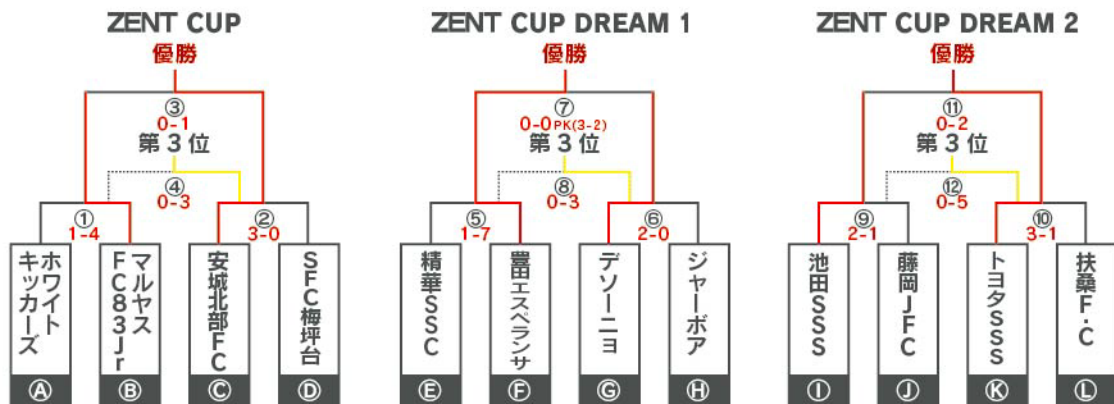 ZENT CUP
優勝
③
0-1
第3位
④
0-3
①
1-4
②
3-0
ホワイト
キッカーズ
マルヤス
FC83Jr
安城北部FC
SFC梅坪台
Ⓐ
Ⓑ
Ⓒ
Ⓓ
ZENT CUP DREAM 1
優勝
⑦
0-0PK(3-2)
第3位
⑧
0-3
⑤
1-7
⑥
2-0
精華SSC
豊田エスペランサ
デソーニョ
ジャーボア
Ⓔ
Ⓕ
Ⓖ
Ⓗ
ZENT CUP DREAM 2
優勝
⑪
0-2
第3位
⑫
0-5
⑨
2-1
⑩
3-1
池田SSS
藤岡JFC
トヨタSSS
扶桑F·C
Ⓘ
Ⓙ
Ⓚ
Ⓛ